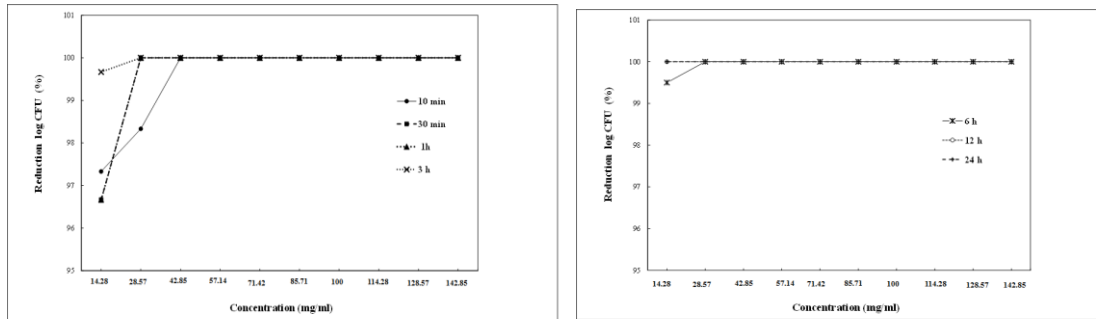 101
100
99
98
97
96
95
Reduction log CFU (%)
10 min
30 min
1h
3 h
14.28 28.57 42.85 57.14 71.42 85.71 100 114.28 128.57 142.85
Concentration (mg/ml)
101
100
99
98
97
96
95
Reduction log CFU (%)
6 h
12 h
24 h
14.28 28.57 42.85 57.14 71.42 85.71 100 114.28 128.57 142.85
Concentration (mg/ml)